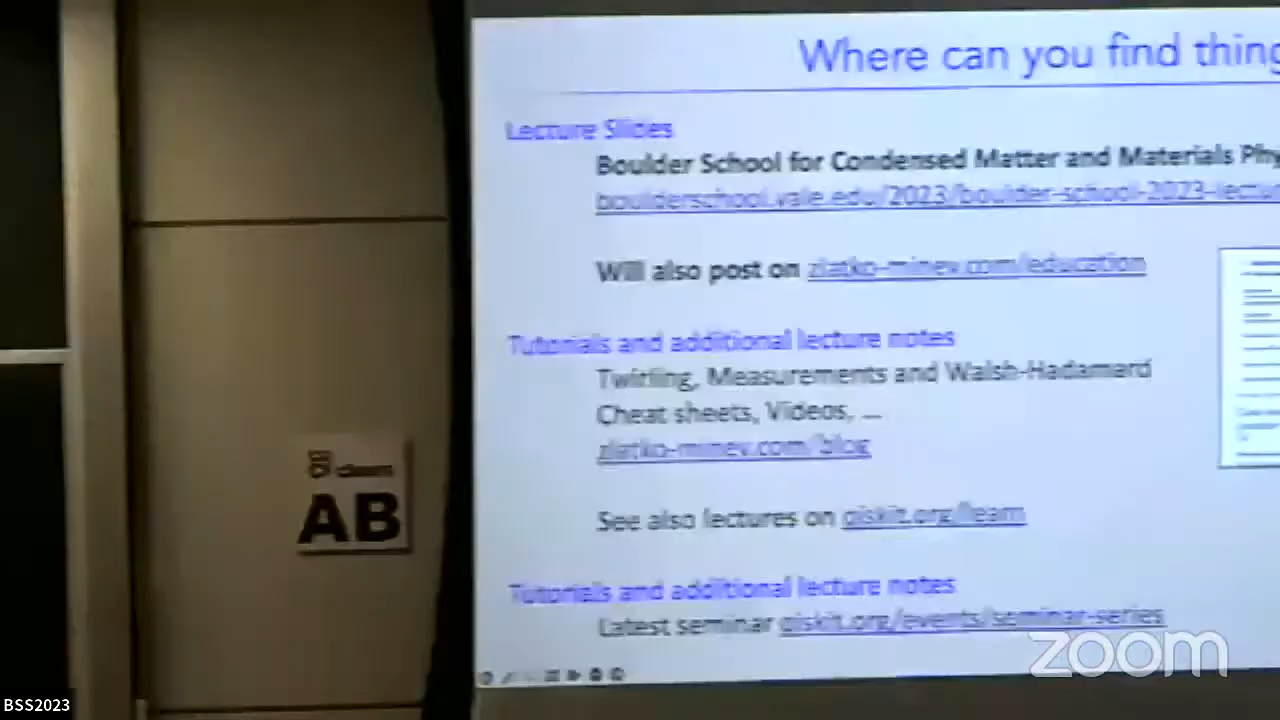 Where can you find thing
Lecture Slides
Boulder School for Condensed Matter and Materials Phy
boulderschool.yale.edu/2023/boulder-school-2023-lectur
Will also post on zlatko-minev.com/education
Tutorials and additional lecture notes
Twirling, Measurements and Walsh-Hadamard
Cheat sheets, Videos, ...
zlatko-minev.com/blog
See also lectures on qiskit.org/learn
Tutorials and additional lecture notes
Latest seminar qiskit.org/events/seminar-series
AB
zoom
BSS2023